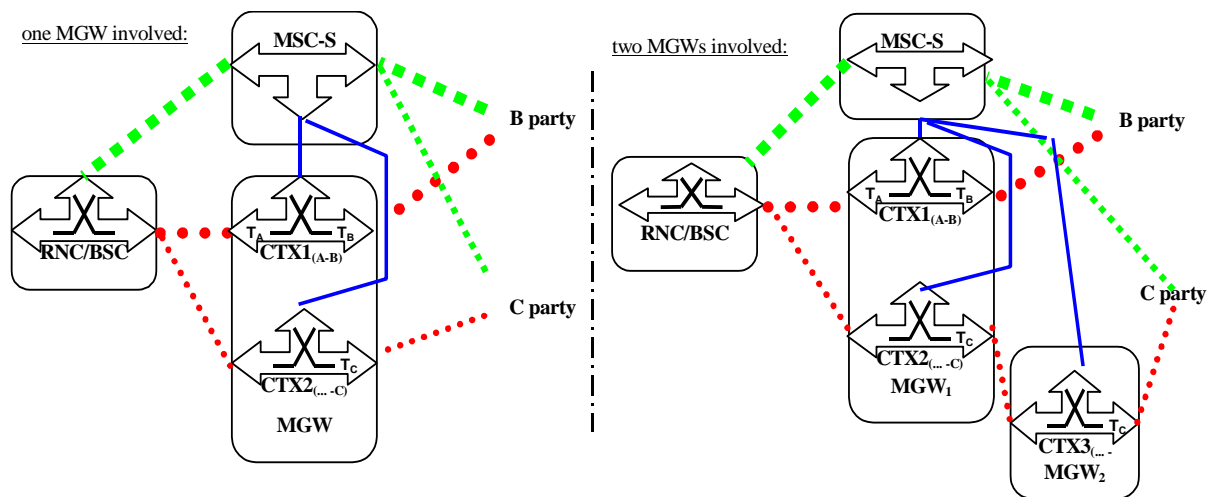 one MGW involved:
MSC-S
B party
RNC/BSC
TA TB
CTX1(A-B)
C party
TC
CTX2(... -C)
MGW
two MGWs involved:
MSC-S
B party
TA TB
CTX1(A-B)
RNC/BSC
C party
TC
CTX2(... -C)
MGW1
TC
CTX3(... -
MGW2